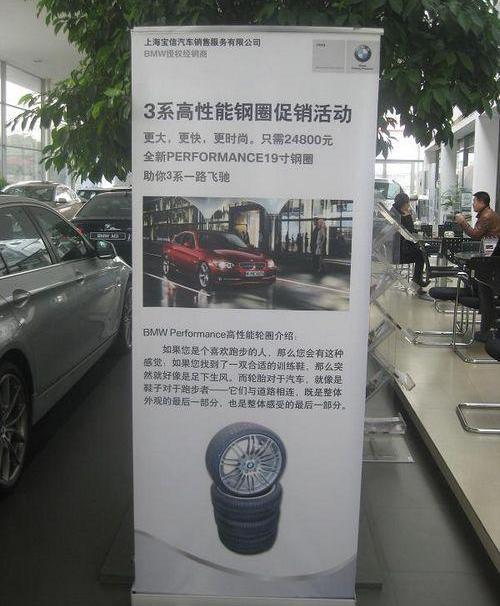 上海宝信汽车销售服务有限公司
BMW授权经销商
3系高性能钢圈促销活动
更大，更快，更时尚。只需24800元
全新PERFORMANCE19寸钢圈
助你3系一路飞驰
BMW Performance高性能轮圈介绍：
如果您是个喜欢跑步的人，那么您会有这种
感觉：如果您找到了一双合适的训练鞋，那么突
然就好像是足下生风。而轮胎对于汽车，就像是
鞋子对于跑步者——它们与道路相连，既是整体
外观的最后一部分，也是整体感受的最后一部分。
BMW M3